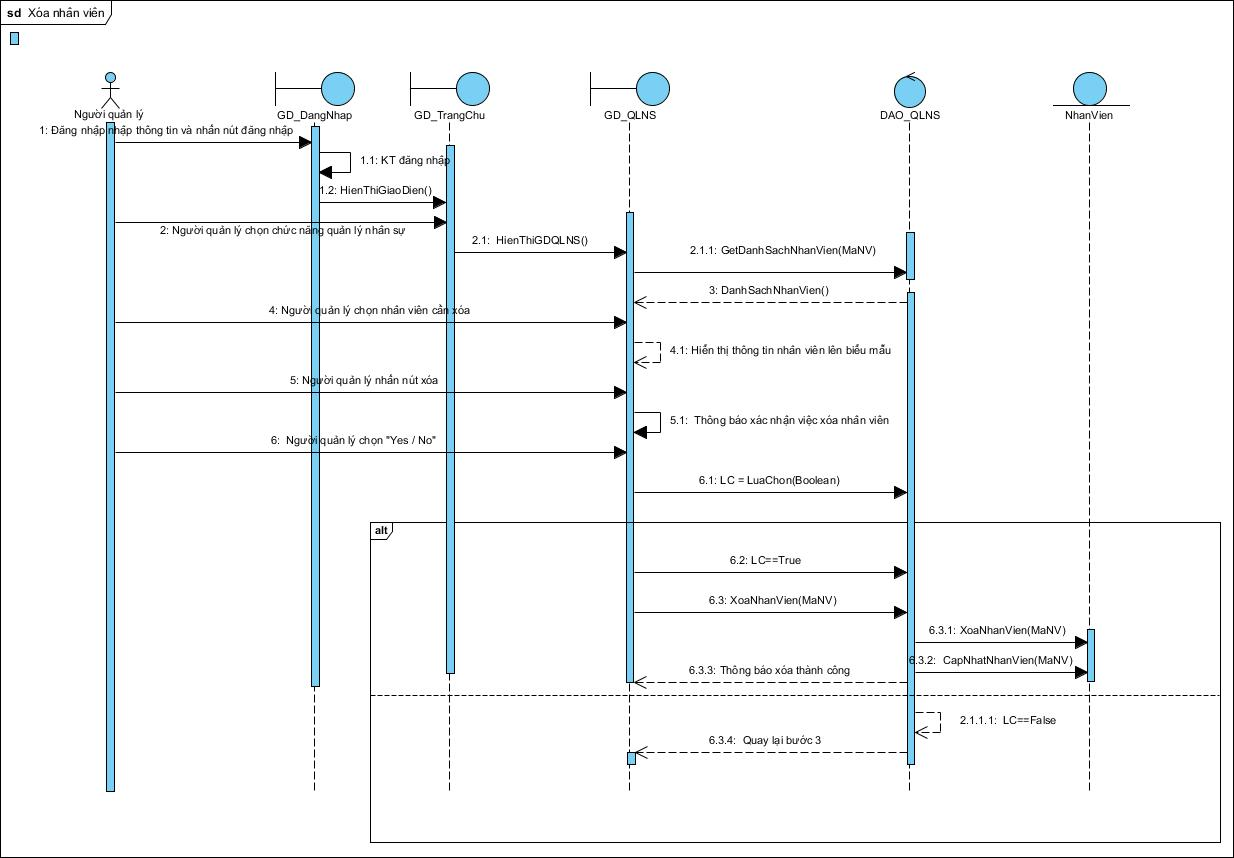 sd Xóa nhân viên
Người quản lý
GD_DangNhap
GD_TrangChu
GD_QLNS
DAO_QLNS
NhanVien
1: Đăng nhập nhập thông tin và nhấn nút đăng nhập
1.1: KT đăng nhập
1.2: HienThiGiaoDien()
2: Người quản lý chọn chức năng quản lý nhân sự
2.1: HienThiGDQLNS()
2.1.1: GetDanhSachNhanVien(MaNV)
3: DanhSachNhanVien()
4: Người quản lý chọn nhân viên cần xóa
4.1: Hiển thị thông tin nhân viên lên biểu mẫu
5: Người quản lý nhấn nút xóa
5.1: Thông báo xác nhận việc xóa nhân viên
6: Người quản lý chọn "Yes / No"
6.1: LC = LuaChon(Boolean)
alt
6.2: LC==True
6.3: XoaNhanVien(MaNV)
6.3.1: XoaNhanVien(MaNV)
6.3.2: CapNhatNhanVien(MaNV)
6.3.3: Thông báo xóa thành công
2.1.1.1: LC==False
6.3.4: Quay lại bước 3